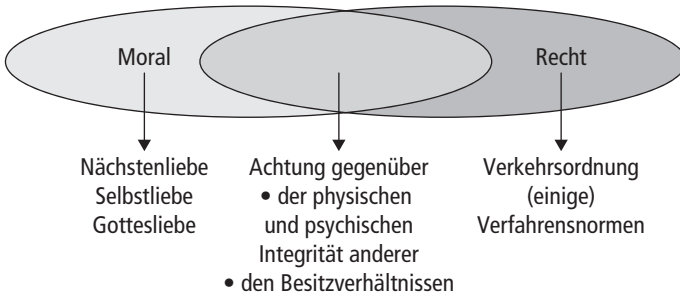 Moral
Recht
Nächstenliebe
Selbstliebe
Gottesliebe
Achtung gegenüber
• der physischen
und psychischen
Integrität anderer
• den Besitzverhältnissen
Verkehrsordnung
(einige)
Verfahrensnormen